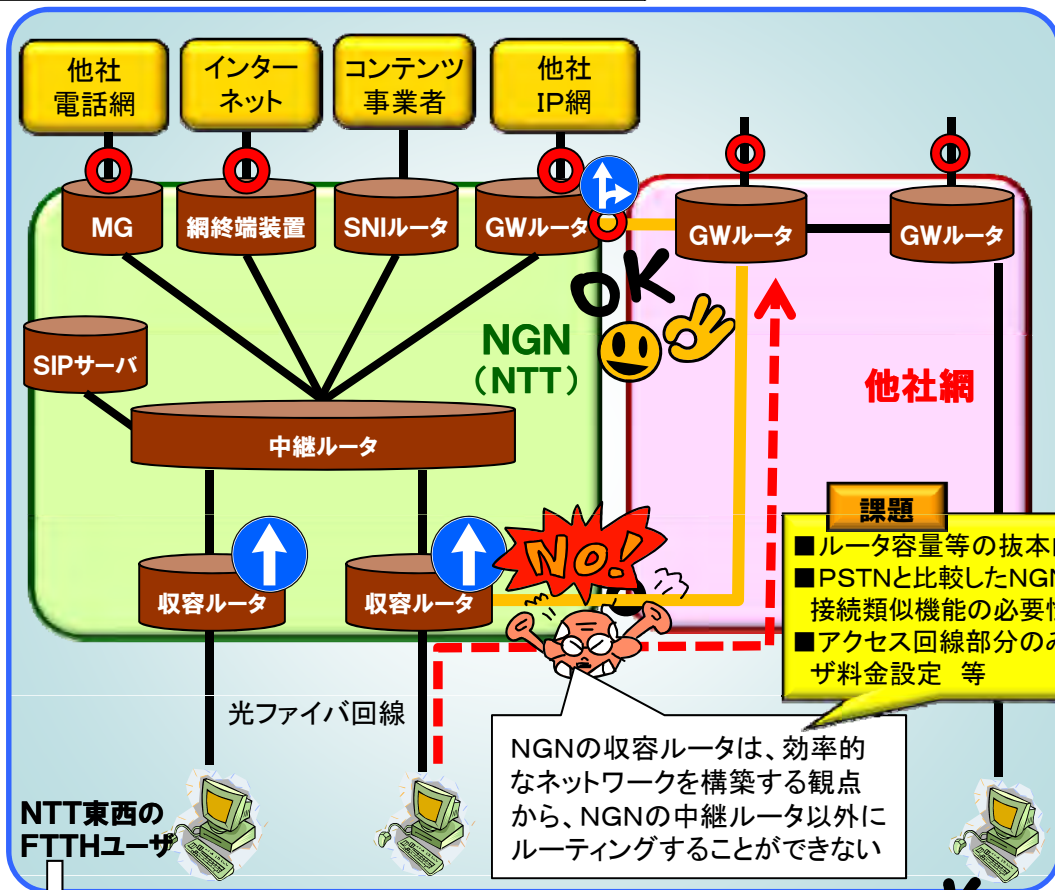 他社
電話網
インター
ネット
コンテンツ
事業者
他社
IP網
MG
網終端装置
SNIルータ
GWルータ
GWルータ
GWルータ
OK
NGN
（NTT）
SIPサーバ
他社網
中継ルータ
課題
■ルータ容量等の抜本
■PSTNと比較したNGN
接続類似機能の必要性
■アクセス回線部分のみ
ザ料金設定 等
No!
収容ルータ
収容ルータ
光ファイバ回線
NGNの収容ルータは、効率的
なネットワークを構築する観点
から、NGNの中継ルータ以外に
ルーティングすることができない
NTT東西の
FTTHユーザ